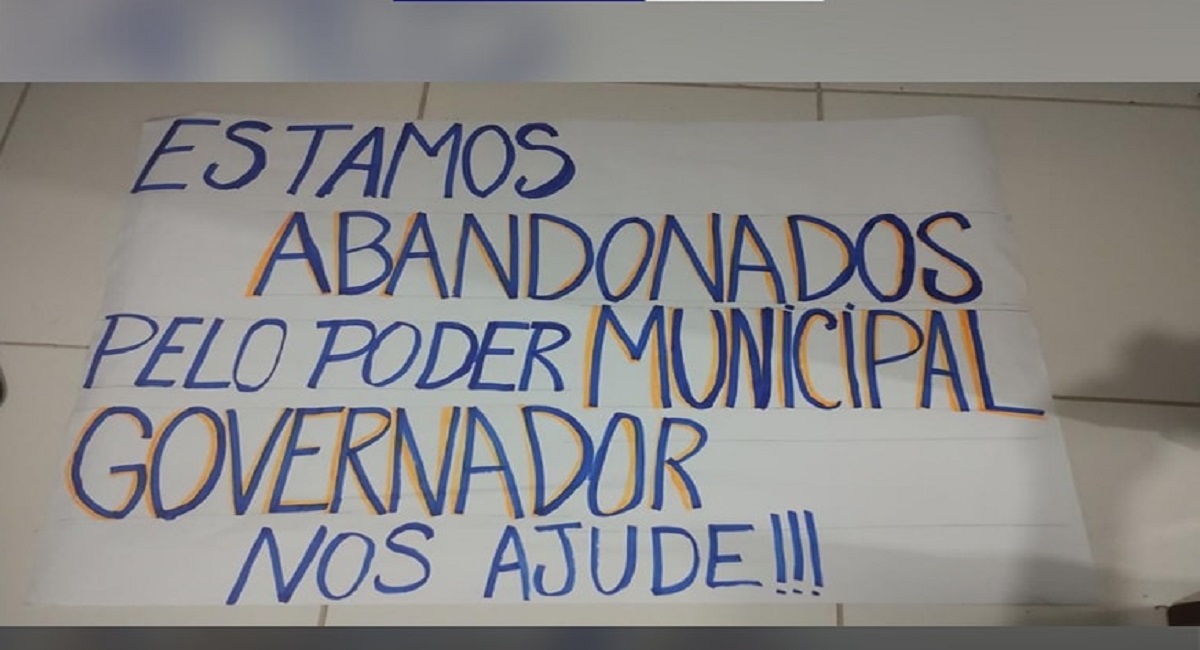 ESTAMOS
ABANDONADOS
PELO PODER MUNICIPAL
GOVERNADOR
NOS AJUDE!!!